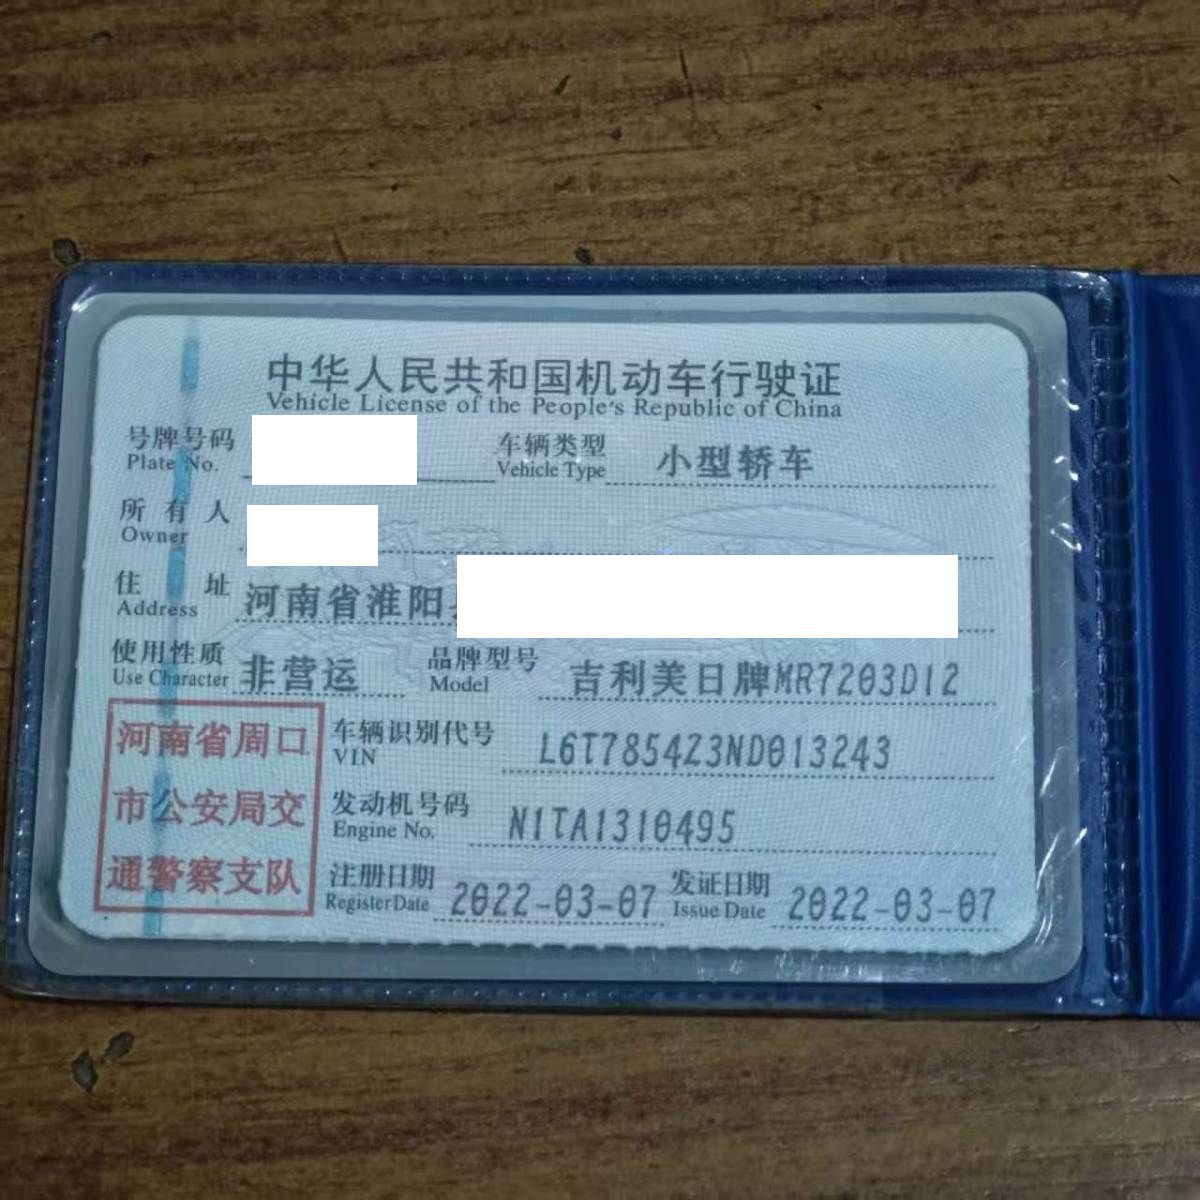 中华人民共和国机动车行驶证
Vehicle License of the People's Republic of China
号牌号码
Plate No.
车辆类型
Vehicle Type
小型轿车
所有人
Owner
住址
Address
河南省淮阳
使用性质
Use Character
非营运
品牌型号
Model
吉利美日牌MR7203D12
河南省周口
市公安局交
通警察支队
车辆识别代号
VIN
L6T7854Z3ND013243
发动机号码
Engine No.
N1TA1310495
注册日期
Register Date
2022-03-07
发证日期
Issue Date
2022-03-07